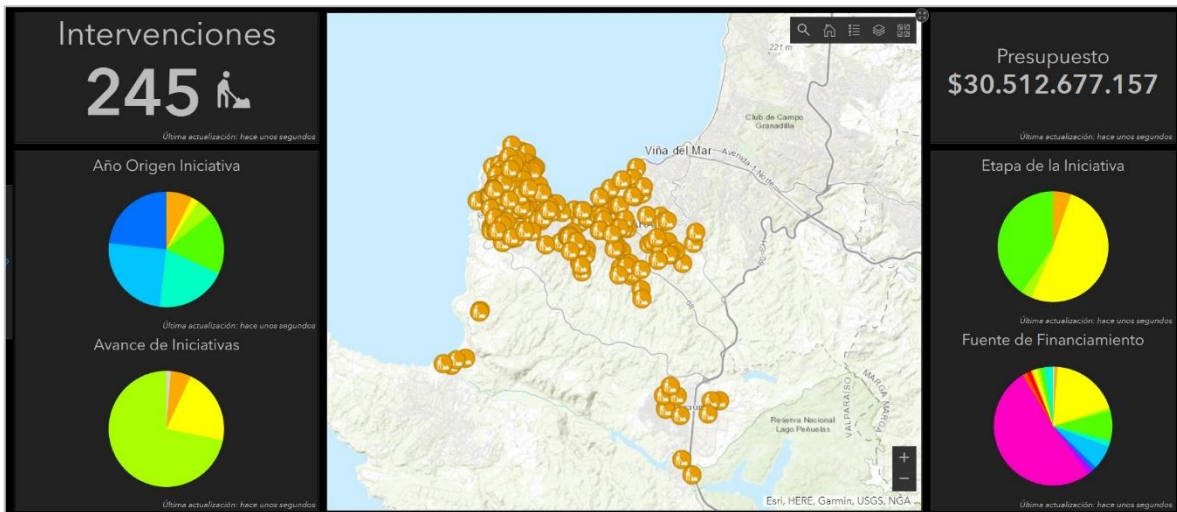 Intervenciones
245
Última actualización: hace unos segundos
Año Origen Iniciativa
Última actualización: hace unos segundos
Avance de Iniciativas
Última actualización: hace unos segundos
221 m
Club de Campo
Granadilla
Viña del Mar
Avenida 1 Norte
68
VALPARAÍSO
MARGA MARGA
Reserva Nacional
Lago Peñuelas
+
−
Esri, HERE, Garmin, USGS, NGA
Presupuesto
$30.512.677.157
Última actualización: hace unos segundos
Etapa de la Iniciativa
Última actualización: hace unos segundos
Fuente de Financiamiento
Última actualización: hace unos segundos